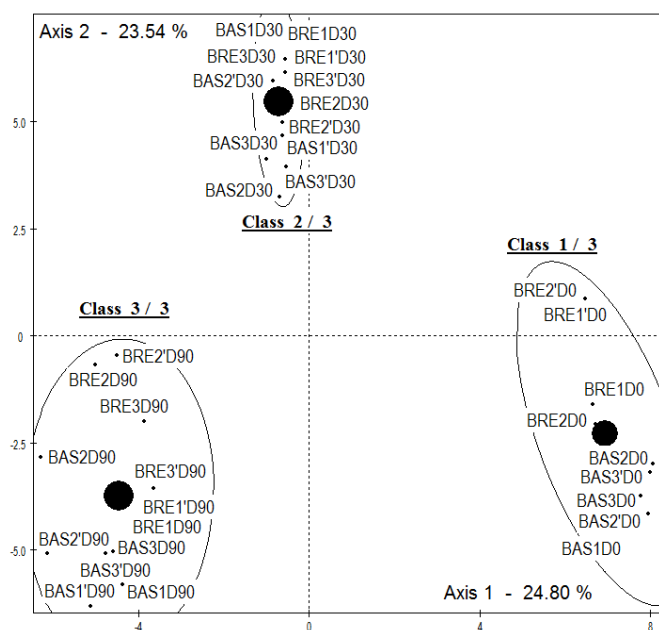 Axis 2 - 23.54 %
BAS1D30
BRE1D30
BRE3D30
BRE1'D30
BAS2'D30
BRE3'D30
BRE2D30
5.0
BRE2'D30
BAS3D30
BAS1'D30
BAS2D30
BAS3'D30
2.5
Class 2 / 3
Class 1 / 3
BRE2'D0
BRE1'D0
Class 3 / 3
0
BRE2'D90
BRE2D90
BRE3D90
BRE1D0
BRE2D0
-2.5
BAS2D90
BAS2D0
BRE3'D90
BAS3'D0
BRE1'D90
BAS3D0
BRE1D90
BAS2'D0
-5.0
BAS2'D90
BAS3D90
BAS1D0
BAS3'D90
BAS1'D90
BAS1D90
Axis 1 - 24.80 %
-4
0
4
8